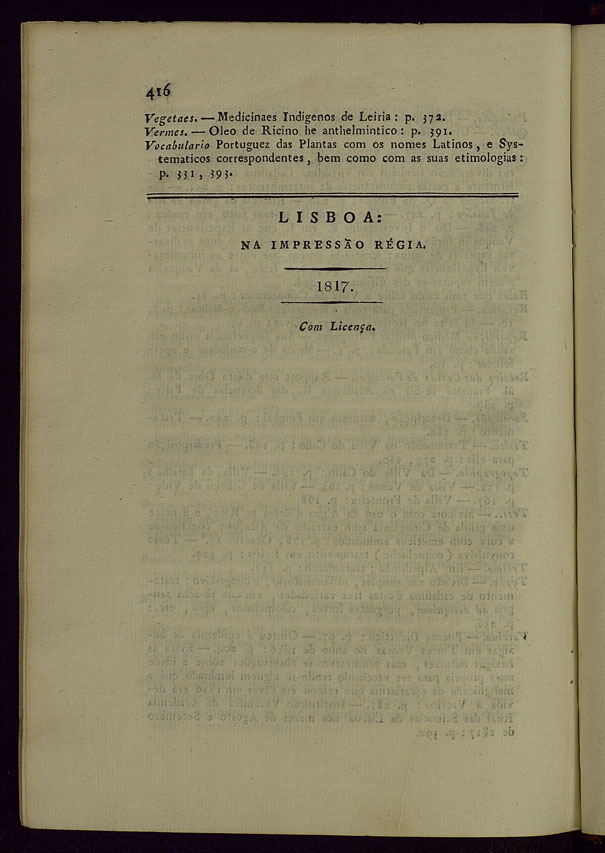 416
Vegetaes. — Medicinaes Indigenos de Leiria : p. 372.
Vermes. — Oleo de Ricino he anthelmintico : p. 391.
Vocabulario Portuguez das Plantas com os nomes Latinos , e Sys-
tematicos correspondentes , bem como com as suas etimologias :
p. 331 , 393.
LISBOA:
NA IMPRESSÃO RÉGIA.
1817.
Com Licença.